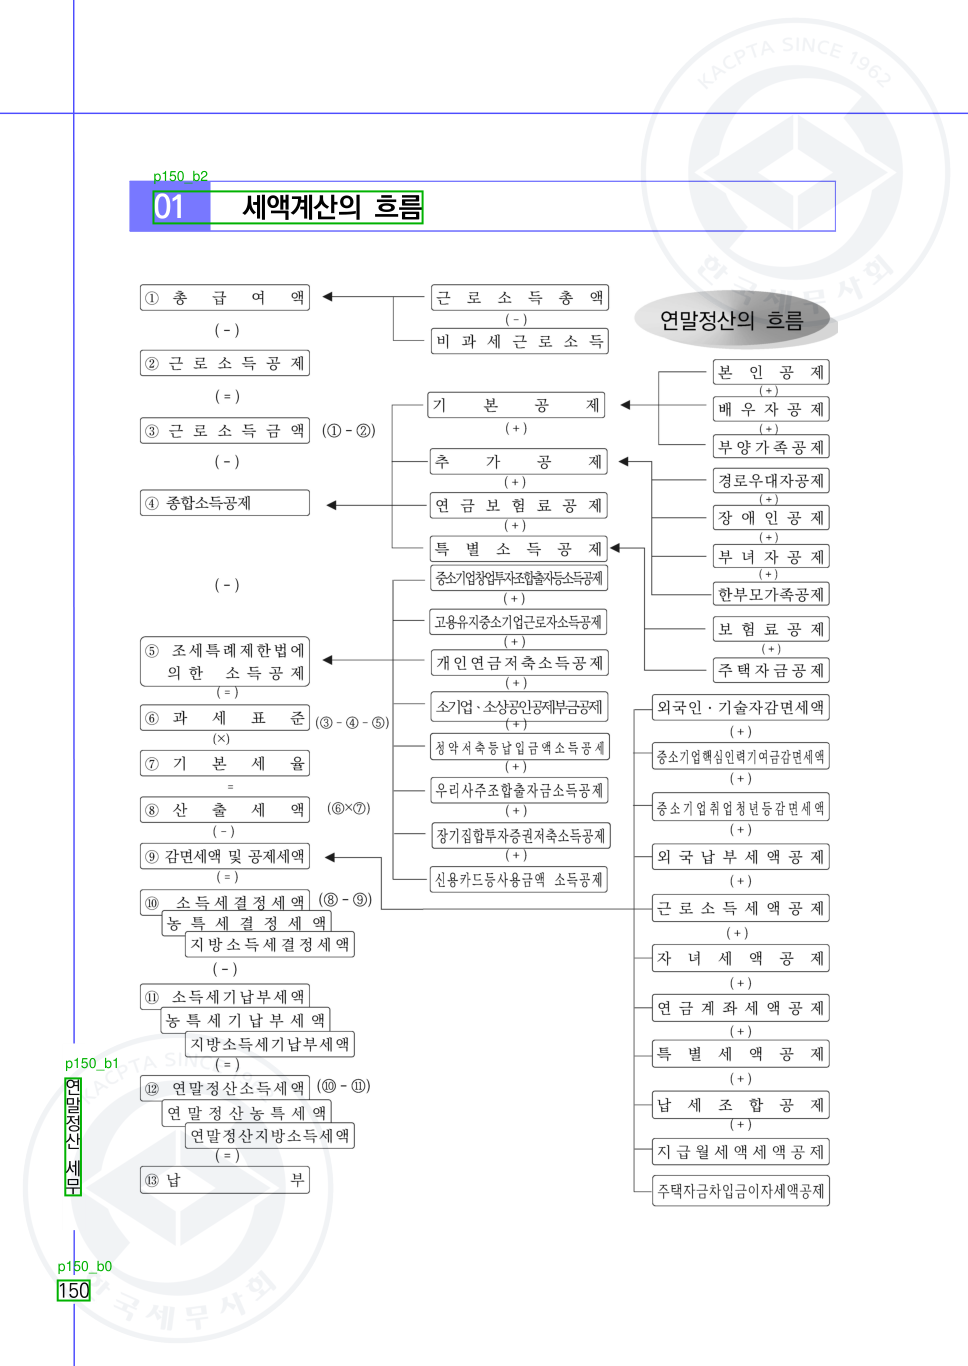 KACPTA SINCE 1962
한국세무사회
p150_b2
01 세액계산의 흐름
연말정산의 흐름
① 총급여액
근로소득총액
(-)
(-)
비과세근로소득
② 근로소득공제
(=)
③ 근로소득금액 (①-②)
(-)
④ 종합소득공제
(-)
⑤ 조세특례제한법에
의한 소득공제
(=)
⑥ 과세표준 (③-④-⑤)
(×)
⑦ 기본세율
=
⑧ 산출세액 (⑥×⑦)
(-)
⑨ 감면세액 및 공제세액
(=)
⑩ 소득세결정세액 (⑧-⑨)
농특세결정세액
지방소득세결정세액
(-)
⑪ 소득세기납부세액
농특세기납부세액
지방소득세기납부세액
(=)
⑫ 연말정산소득세액 (⑩-⑪)
연말정산농특세액
연말정산지방소득세액
(=)
⑬ 납부
기본공제
(+)
추가공제
(+)
연금보험료공제
(+)
특별소득공제
중소기업창업투자조합출자등소득공제
(+)
고용유지중소기업근로자소득공제
(+)
개인연금저축소득공제
(+)
소기업、소상공인공제부금공제
(+)
청약저축등납입금액소득공제
(+)
우리사주조합출자금소득공제
(+)
장기집합투자증권저축소득공제
(+)
신용카드등사용금액 소득공제
본인공제
(+)
배우자공제
(+)
부양가족공제
경로우대자공제
(+)
장애인공제
(+)
부녀자공제
(+)
한부모가족공제
보험료공제
(+)
주택자금공제
외국인·기술자감면세액
(+)
중소기업핵심인력기여금감면세액
(+)
중소기업취업청년등감면세액
(+)
외국납부세액공제
(+)
근로소득세액공제
(+)
자녀세액공제
(+)
연금계좌세액공제
(+)
특별세액공제
(+)
납세조합공제
(+)
지급월세액세액공제
주택자금차입금이자세액공제
p150_b1
연말정산 세무
p150_b0
150
KACPTA SINC
한국세무사회